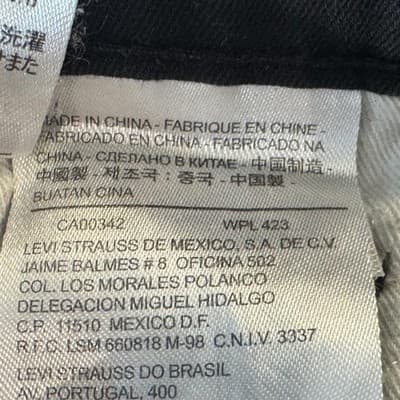 用
洗濯
けまた
MADE IN CHINA - FABRIQUE EN CHINE -
FABRICADO EN CHINA - FABRICADO NA
CHINA - СДЕЛАНО В КИТАЕ - 中国制造 -
中國製 - 제조국 : 중국 - 中国製 -
BUATAN CINA
CA00342 WPL 423
LEVI STRAUSS DE MEXICO, S.A. DE C.V.
JAIME BALMES # 8 OFICINA 502
COL. LOS MORALES POLANCO
DELEGACION MIGUEL HIDALGO
C.P. 11510 MEXICO D.F.
R.F.C. LSM 660818 M-98 C.N.I.V. 3337
LEVI STRAUSS DO BRASIL
AV. PORTUGAL, 400